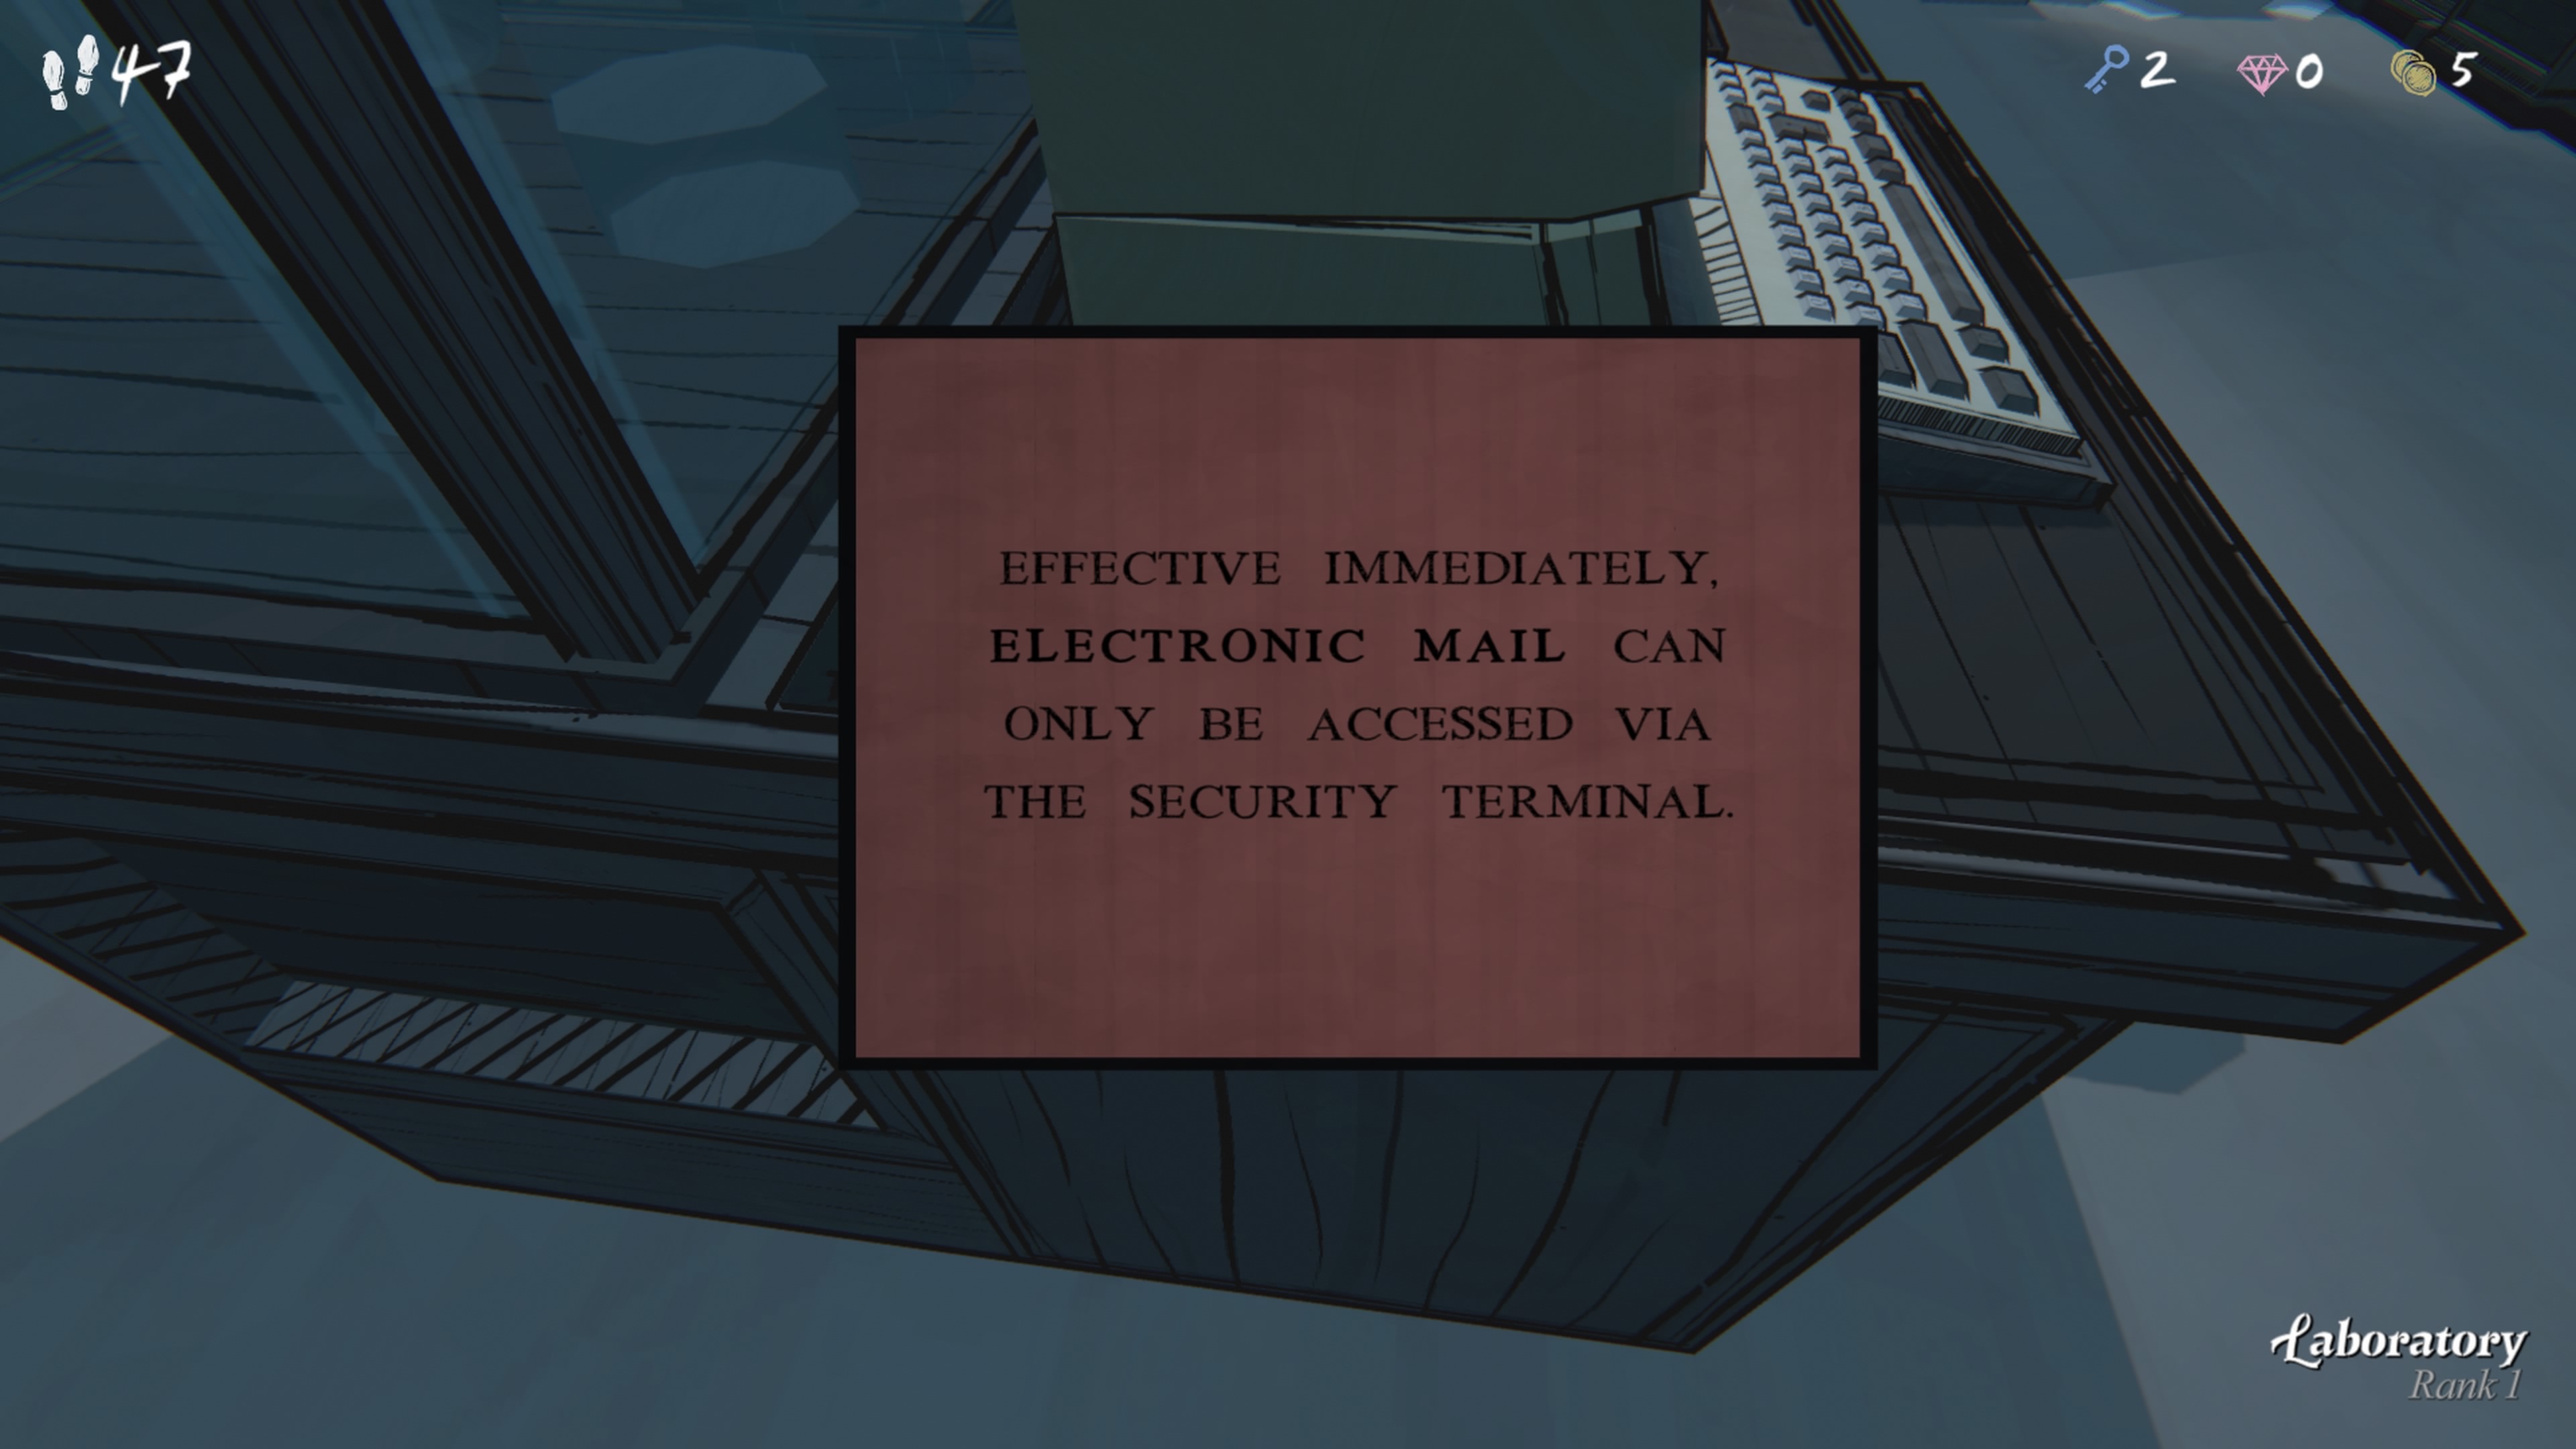 47
2
0
5
EFFECTIVE IMMEDIATELY,
ELECTRONIC MAIL CAN
ONLY BE ACCESSED VIA
THE SECURITY TERMINAL.
Laboratory
Rank 1